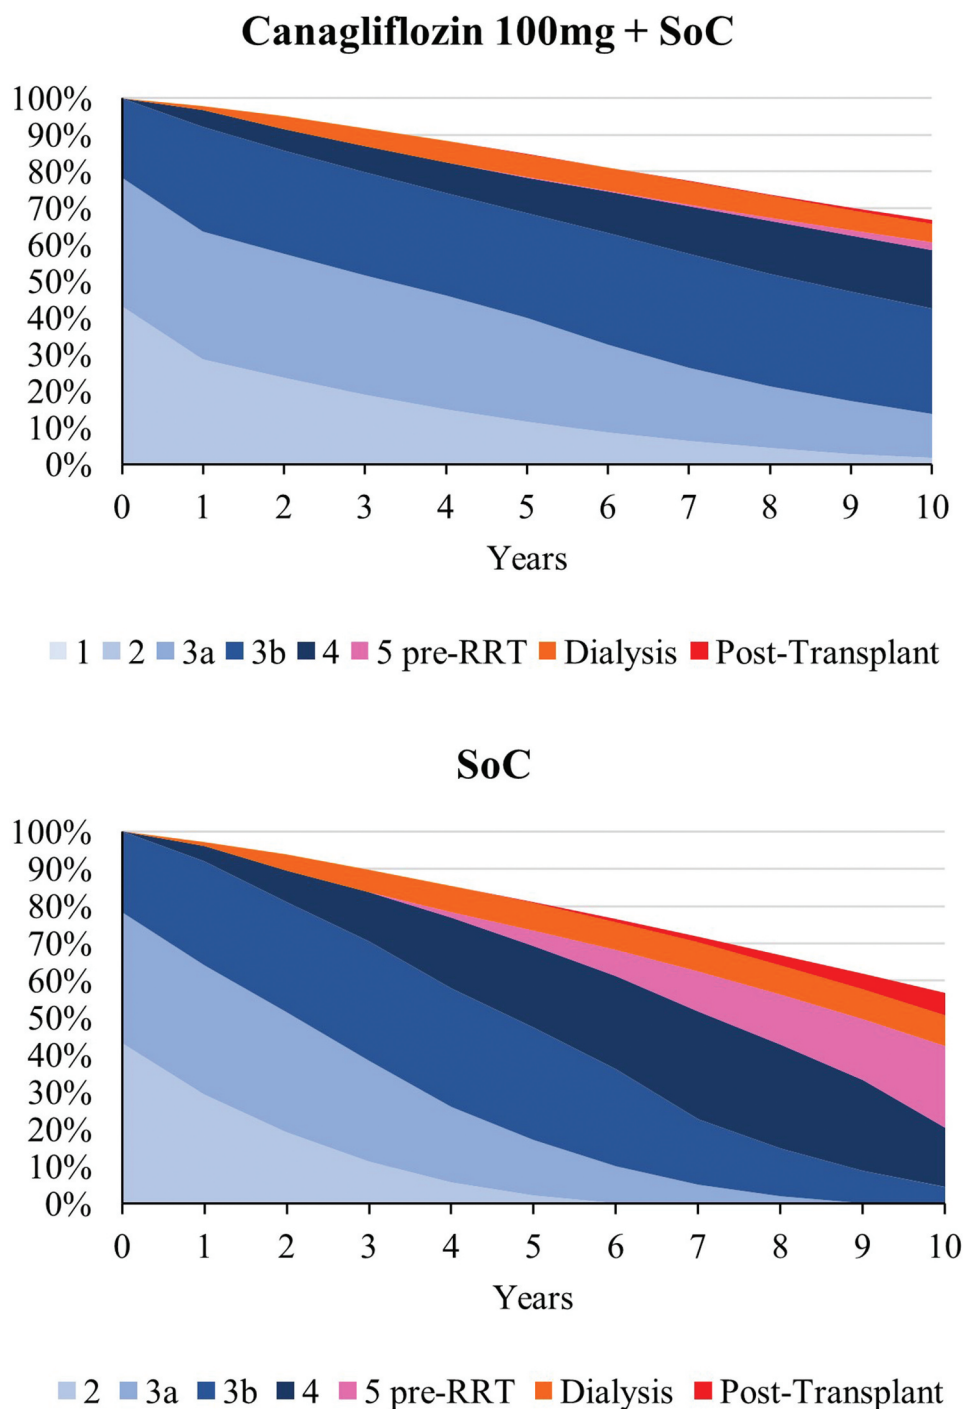 Canagliflozin 100mg + SoC
100%
90%
80%
70%
60%
50%
40%
30%
20%
10%
0%
0 1 2 3 4 5 6 7 8 9 10
Years
1 2 3a 3b 4 5 pre-RRT Dialysis Post-Transplant
SoC
100%
90%
80%
70%
60%
50%
40%
30%
20%
10%
0%
0 1 2 3 4 5 6 7 8 9 10
Years
2 3a 3b 4 5 pre-RRT Dialysis Post-Transplant